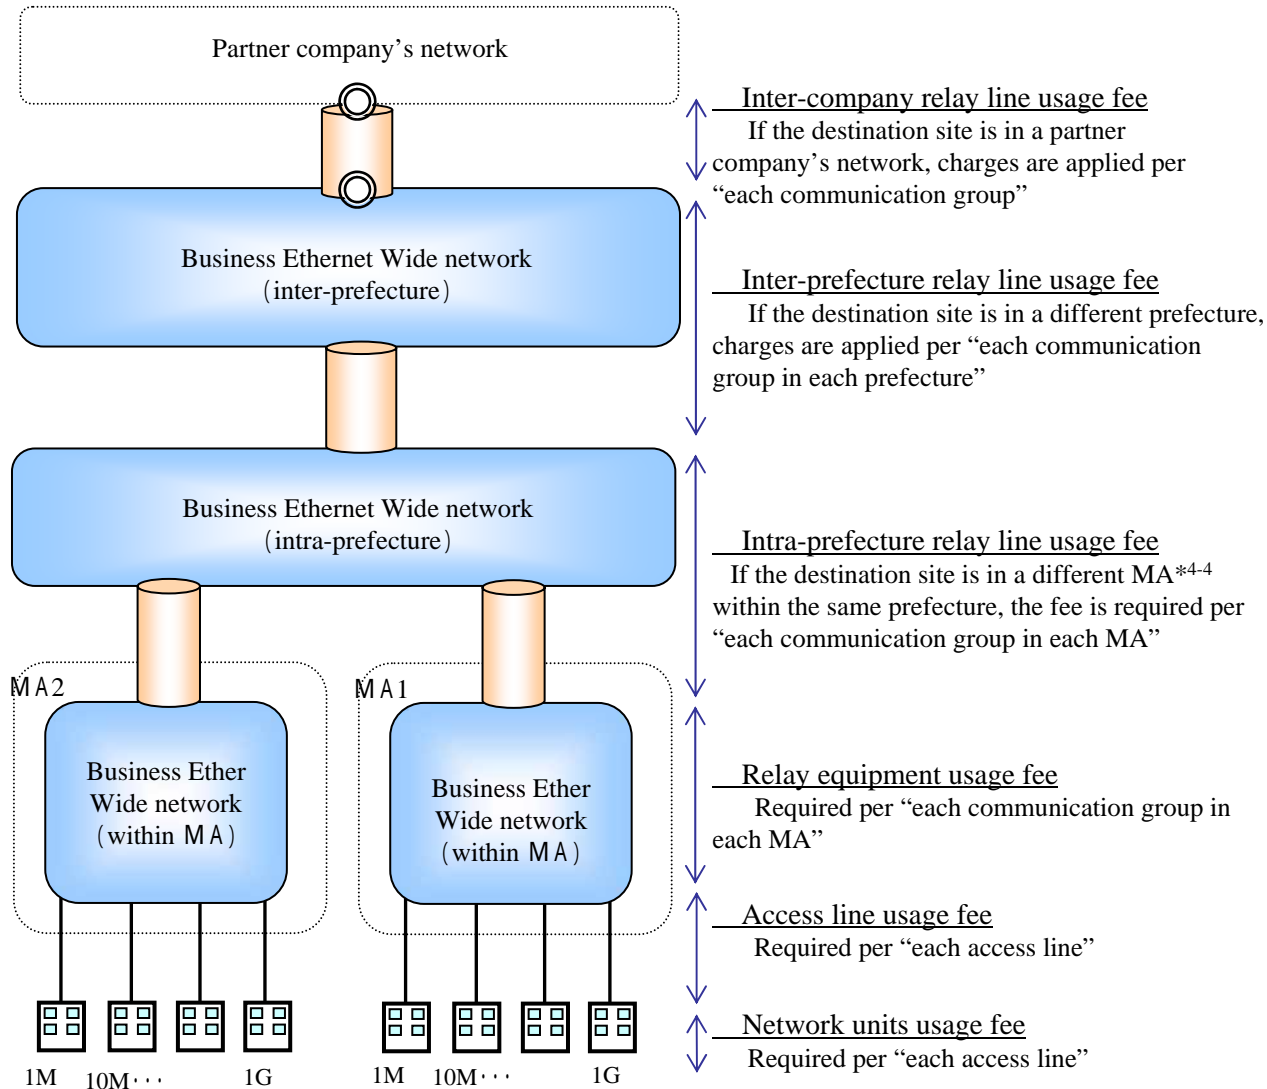 Partner company’s network
Inter-company relay line usage fee
If the destination site is in a partner
company’s network, charges are applied per
“each communication group”
Business Ethernet Wide network
(inter-prefecture)
Inter-prefecture relay line usage fee
If the destination site is in a different prefecture,
charges are applied per “each communication
group in each prefecture”
Business Ethernet Wide network
(intra-prefecture)
Intra-prefecture relay line usage fee
If the destination site is in a different MA*4-4
within the same prefecture, the fee is required per
“each communication group in each MA”
MA2
MA1
Business Ether
Wide network
(within MA)
Business Ether
Wide network
(within MA)
Relay equipment usage fee
Required per “each communication group in
each MA”
Access line usage fee
Required per “each access line”
Network units usage fee
Required per “each access line”
1M 10M··· 1G
1M 10M··· 1G